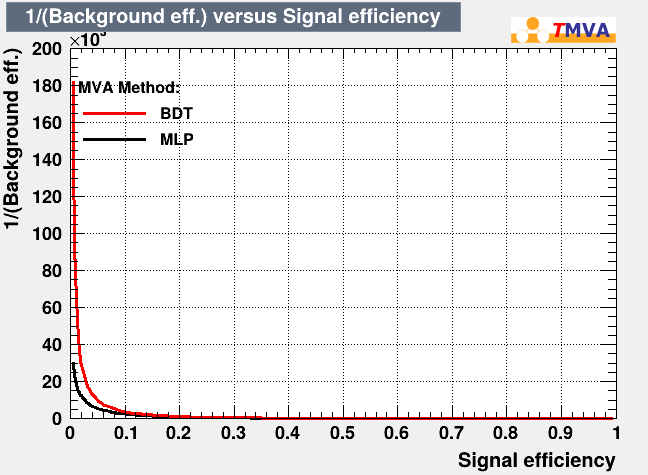 1/(Background eff.) versus Signal efficiency
TMVA
×10³
1/(Background eff.)
200
180
160
140
120
100
80
60
40
20
0
MVA Method:
BDT
MLP
0 0.1 0.2 0.3 0.4 0.5 0.6 0.7 0.8 0.9 1
Signal efficiency